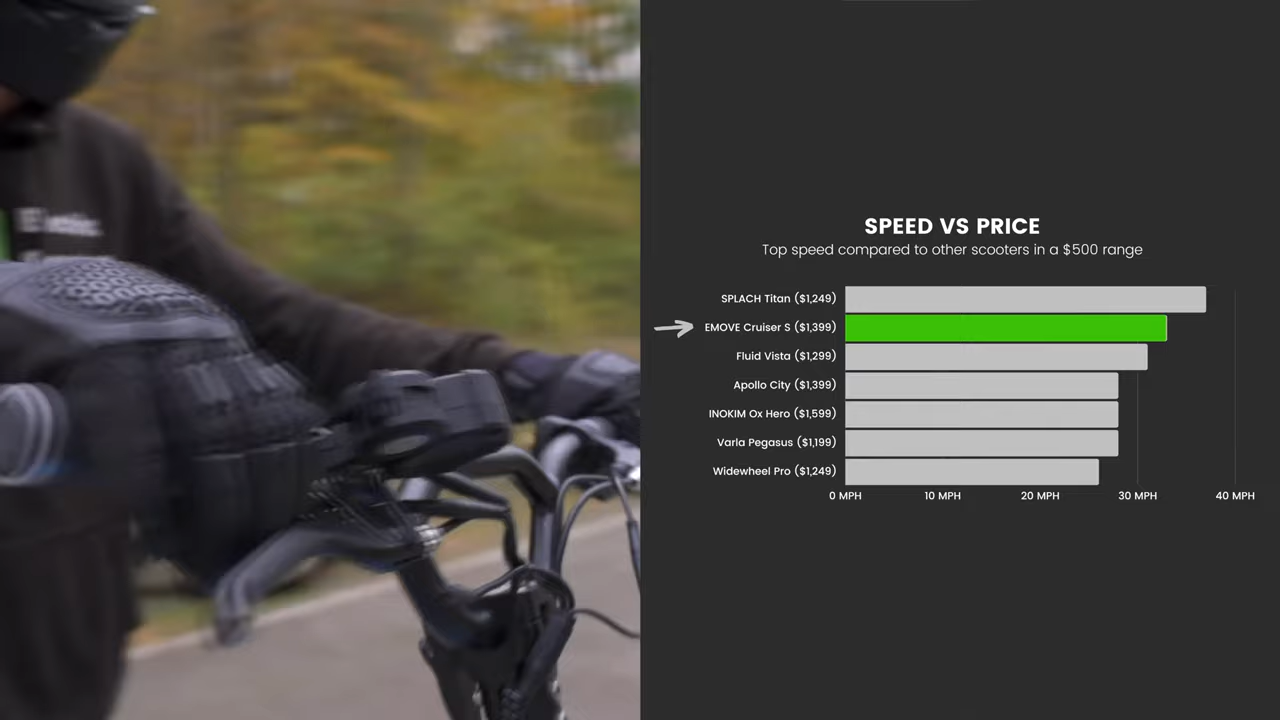 SPEED VS PRICE
Top speed compared to other scooters in a $500 range
SPLACH Titan ($1,249)
EMOVE Cruiser S ($1,399)
Fluid Vista ($1,299)
Apollo City ($1,399)
INOKIM Ox Hero ($1,599)
Varla Pegasus ($1,199)
Widewheel Pro ($1,249)
0 MPH 10 MPH 20 MPH 30 MPH 40 MPH